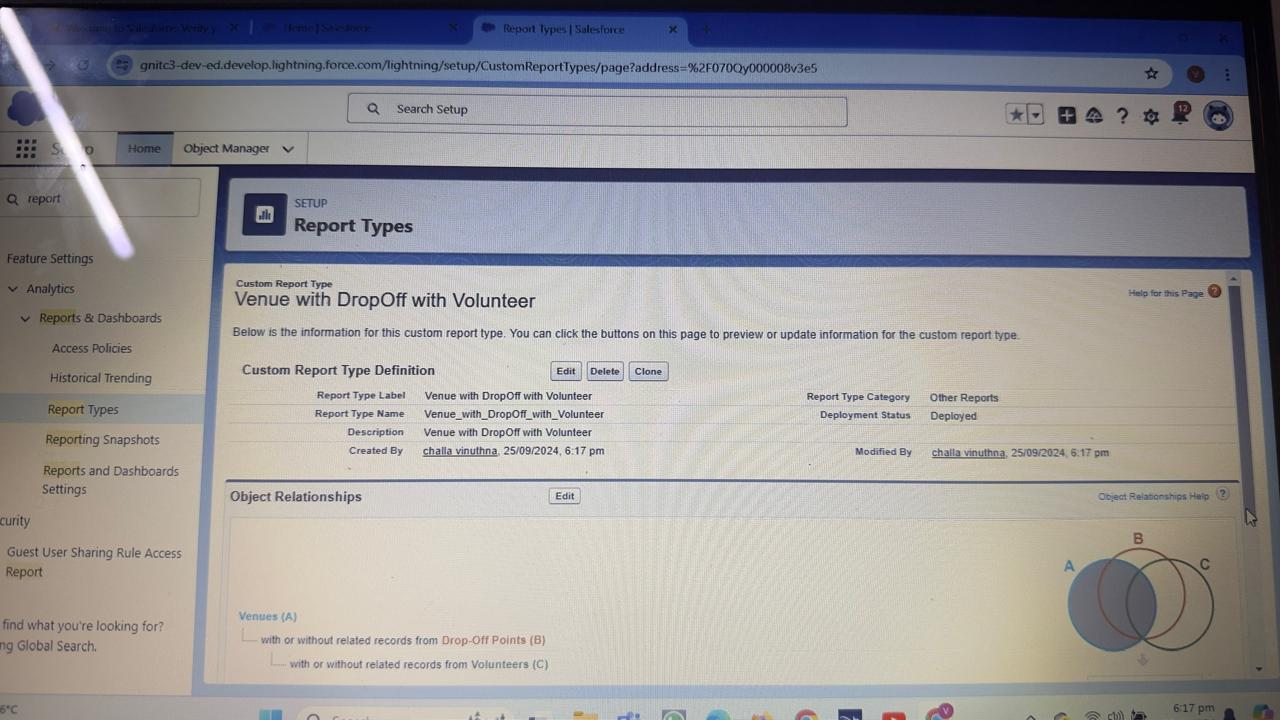 Welcome to Salesforce: Verify y
Home | Salesforce
Report Types | Salesforce
gnitc3-dev-ed.develop.lightning.force.com/lightning/setup/CustomReportTypes/page?address=%2F070Qy000008v3e5
Search Setup
12
Home
Object Manager
report
SETUP
Report Types
Feature Settings
Analytics
Reports & Dashboards
Access Policies
Historical Trending
Report Types
Reporting Snapshots
Reports and Dashboards
Settings
curity
Guest User Sharing Rule Access
Report
find what you're looking for?
ng Global Search.
Custom Report Type
Venue with DropOff with Volunteer
Help for this Page ?
Below is the information for this custom report type. You can click the buttons on this page to preview or update information for the custom report type.
Custom Report Type Definition Edit Delete Clone
Report Type Label Venue with DropOff with Volunteer Report Type Category Other Reports
Report Type Name Venue_with_DropOff_with_Volunteer Deployment Status Deployed
Description Venue with DropOff with Volunteer
Created By challa vinuthna, 25/09/2024, 6:17 pm Modified By challa vinuthna, 25/09/2024, 6:17 pm
Object Relationships Edit Object Relationships Help ?
B
A C
Venues (A)
with or without related records from Drop-Off Points (B)
with or without related records from Volunteers (C)
6°C
6:17 pm